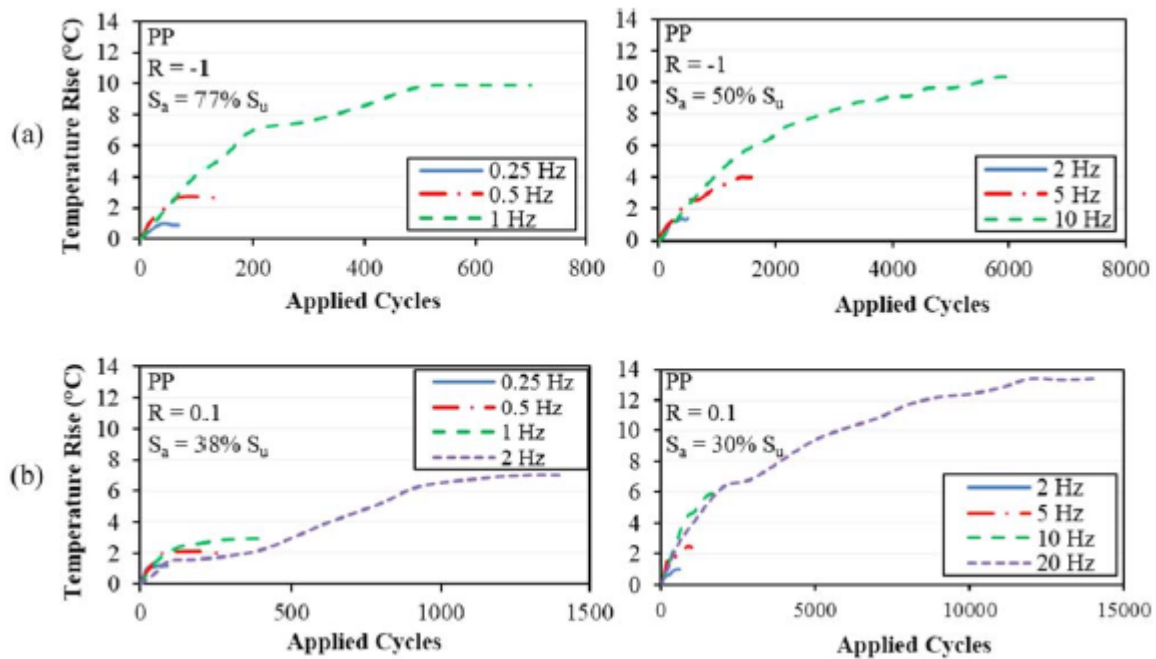 (a)
Temperature Rise (°C)
14
12
10
8
6
4
2
0
PP
R = -1
Sa = 77% Su
0.25 Hz
0.5 Hz
1 Hz
0 200 400 600 800
Applied Cycles
14
12
10
8
6
4
2
0
PP
R = -1
Sa = 50% Su
2 Hz
5 Hz
10 Hz
0 2000 4000 6000 8000
Applied Cycles
(b)
Temperature Rise (°C)
14
12
10
8
6
4
2
0
PP
R = 0.1
Sa = 38% Su
0.25 Hz
0.5 Hz
1 Hz
2 Hz
0 500 1000 1500
Applied Cycles
14
12
10
8
6
4
2
0
PP
R = 0.1
Sa = 30% Su
2 Hz
5 Hz
10 Hz
20 Hz
0 5000 10000 15000
Applied Cycles